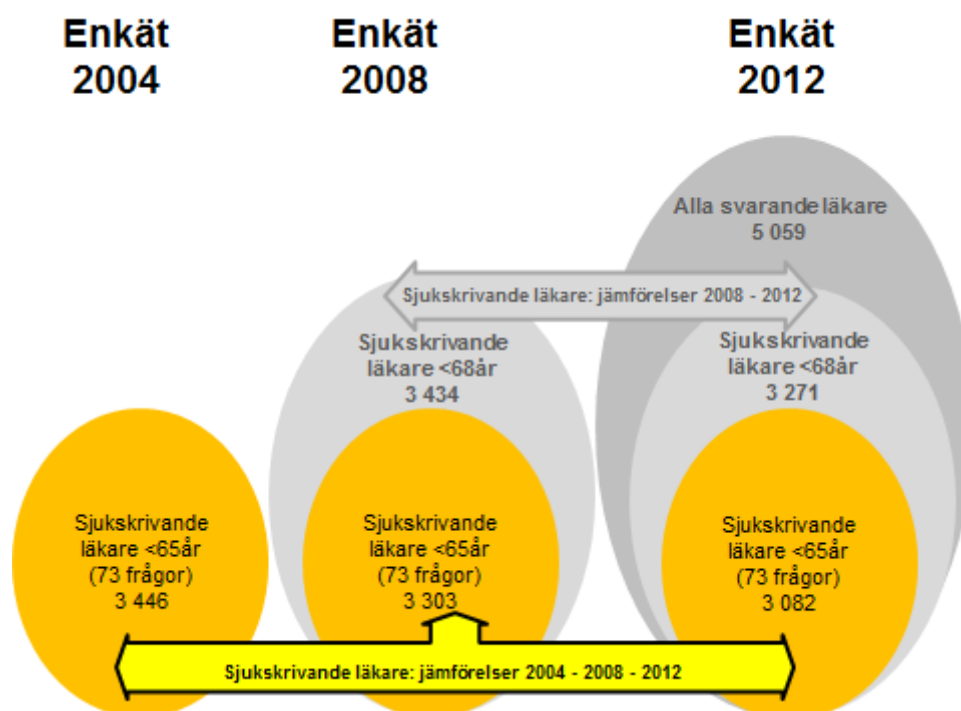 Enkät
2004
Enkät
2008
Enkät
2012
Alla svarande läkare
5 059
Sjukskrivande läkare: jämförelser 2008 - 2012
Sjukskrivande
läkare <68år
3 434
Sjukskrivande
läkare <68år
3 271
Sjukskrivande
läkare <65år
(73 frågor)
3 446
Sjukskrivande
läkare <65år
(73 frågor)
3 303
Sjukskrivande
läkare <65år
(73 frågor)
3 082
Sjukskrivande läkare: jämförelser 2004 - 2008 - 2012